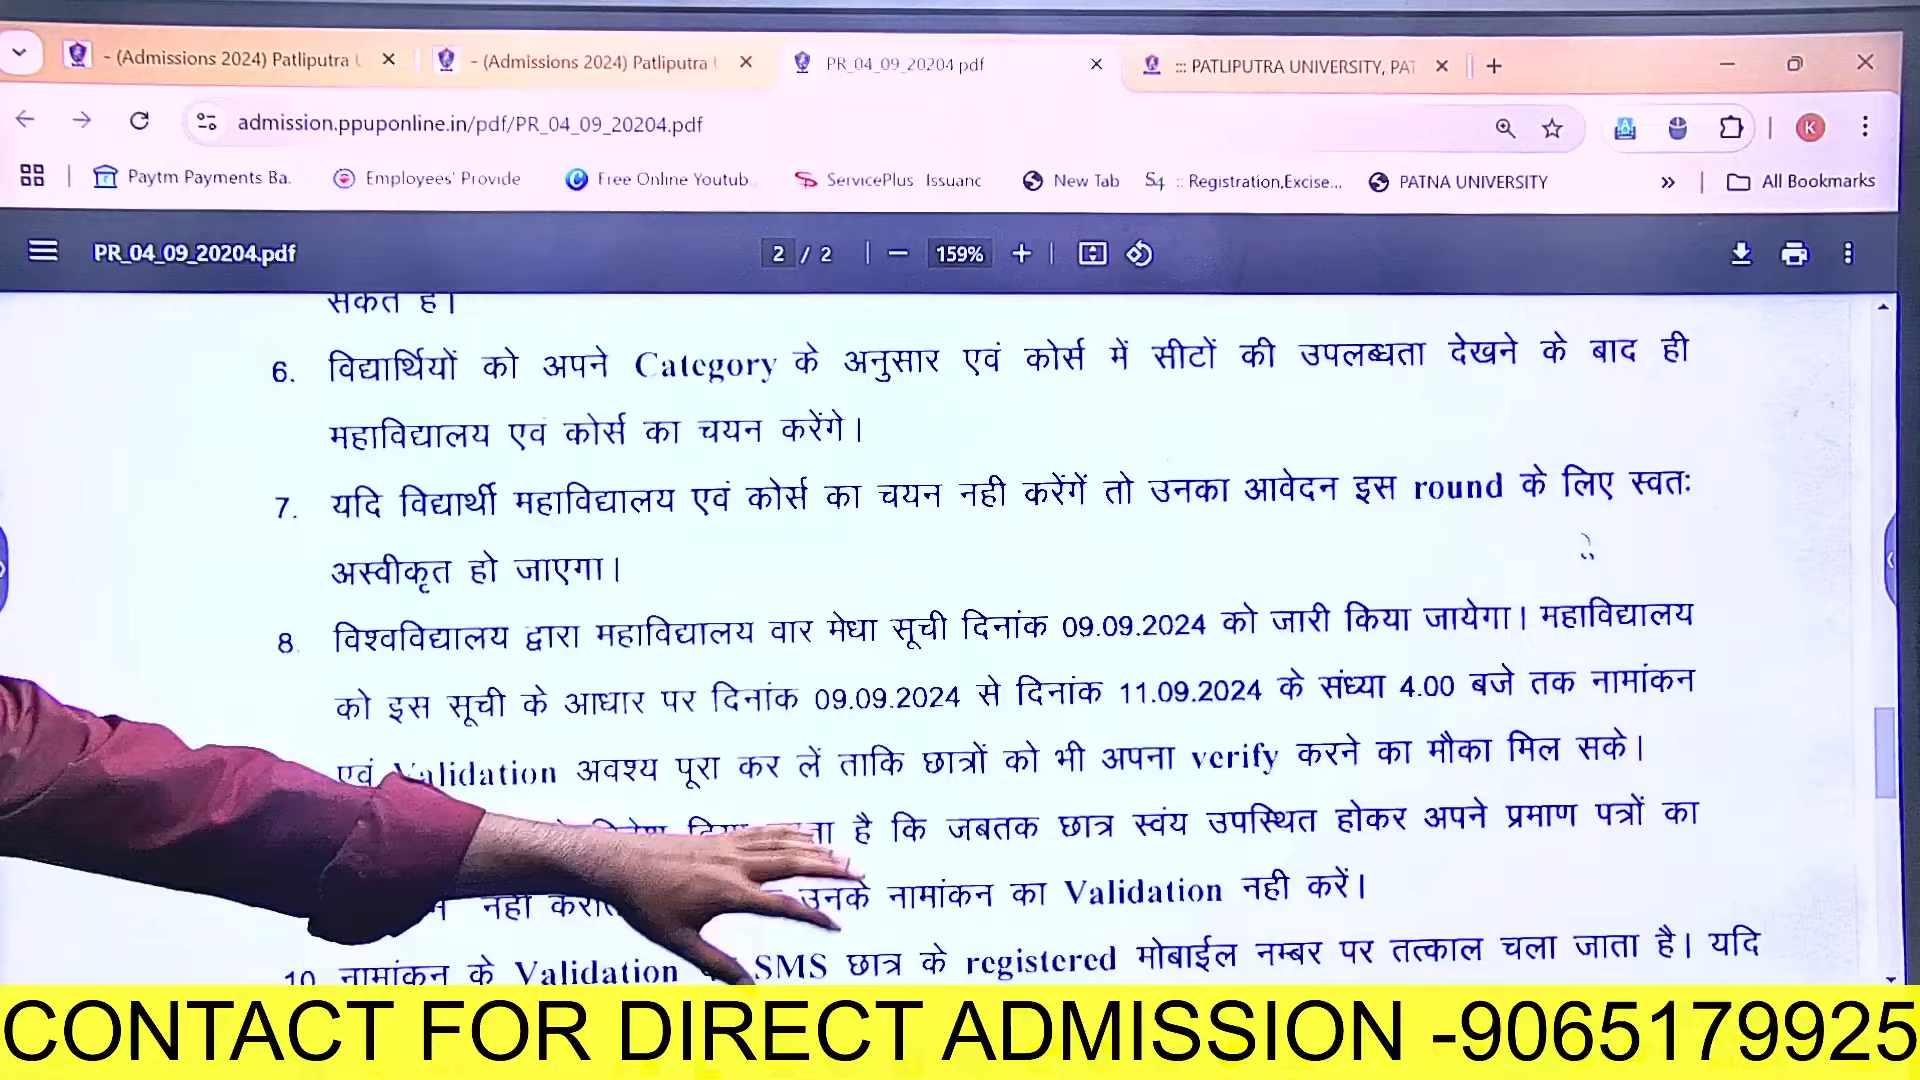 - (Admissions 2024) Patliputra
- (Admissions 2024) Patliputra
PR_04_09_20204.pdf
::: PATLIPUTRA UNIVERSITY, PAT
admission.ppuponline.in/pdf/PR_04_09_20204.pdf
K
Paytm Payments Ba.
Employees' Provide
Free Online Youtub
ServicePlus Issuanc
New Tab
:: Registration,Excise...
PATNA UNIVERSITY
All Bookmarks
PR_04_09_20204.pdf
2 / 2
159%
सकते है।
6. विद्यार्थियों को अपने Category के अनुसार एवं कोर्स में सीटों की उपलब्धता देखने के बाद ही
महाविद्यालय एवं कोर्स का चयन करेंगे।
7. यदि विद्यार्थी महाविद्यालय एवं कोर्स का चयन नही करेंगें तो उनका आवेदन इस round के लिए स्वतः
अस्वीकृत हो जाएगा।
8. विश्वविद्यालय द्वारा महाविद्यालय वार मेधा सूची दिनांक 09.09.2024 को जारी किया जायेगा। महाविद्यालय
को इस सूची के आधार पर दिनांक 09.09.2024 से दिनांक 11.09.2024 के संध्या 4.00 बजे तक नामांकन
एवं Validation अवश्य पूरा कर लें ताकि छात्रों को भी अपना verify करने का मौका मिल सके।
है कि जबतक छात्र स्वंय उपस्थित होकर अपने प्रमाण पत्रों का
उनके नामांकन का Validation नही करें।
10 नामांकन के Validation SMS छात्र के registered मोबाईल नम्बर पर तत्काल चला जाता है। यदि
CONTACT FOR DIRECT ADMISSION -9065179925